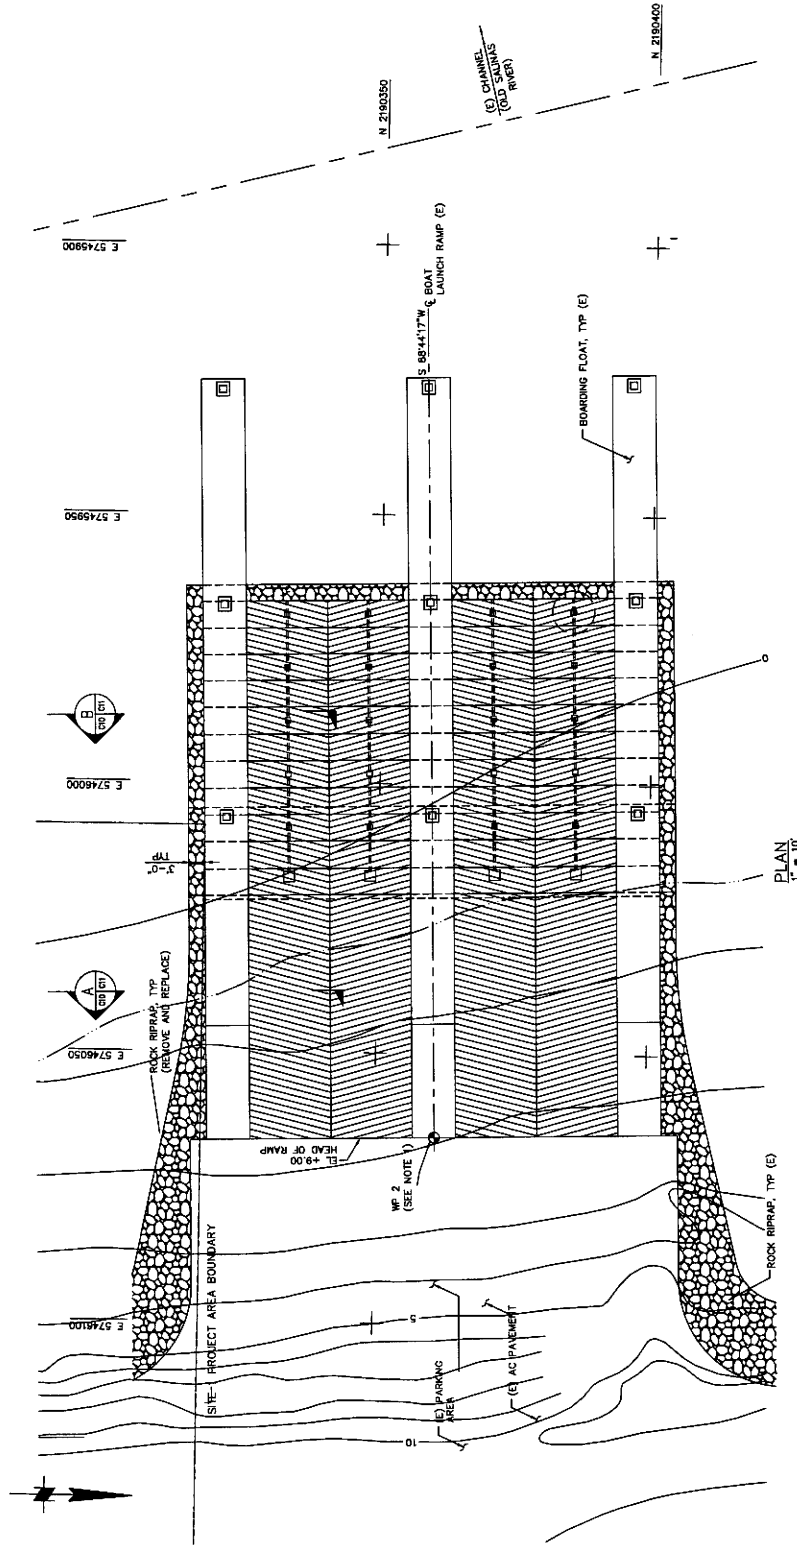 N 2190400
N 2190350
(E) CHANNEL
(OLD SALINAS
RIVER)
E 5745900
S 88°44'17"W
℄ BOAT
LAUNCH RAMP (E)
BOARDING FLOAT, TYP (E)
E 5745950
B
C10 C11
0
E 5746000
3'-0"
TYP
PLAN
1" = 10'
A
C10 C11
ROCK RIPRAP, TYP
(REMOVE AND REPLACE)
E 5746050
EL +9.00
HEAD OF RAMP
WP 2
(SEE NOTE 1)
ROCK RIPRAP, TYP (E)
SITE PROJECT AREA BOUNDARY
E 5746100
5
(E) PARKING
AREA
(E) AC PAVEMENT
10